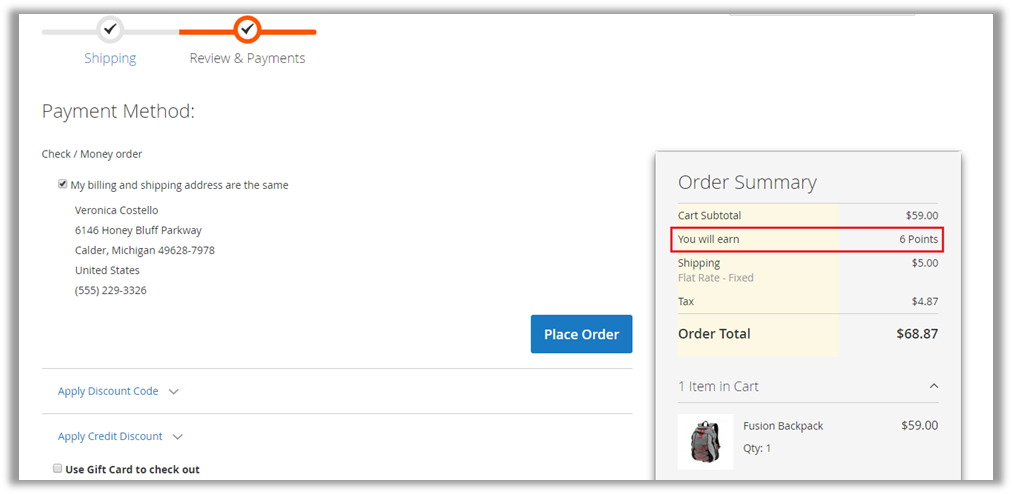 Shipping
Review & Payments
Payment Method:
Check / Money order
My billing and shipping address are the same
Veronica Costello
6146 Honey Bluff Parkway
Calder, Michigan 49628-7978
United States
(555) 229-3326
Place Order
Apply Discount Code
Apply Credit Discount
Use Gift Card to check out
Order Summary
Cart Subtotal $59.00
You will earn 6 Points
Shipping $5.00
Flat Rate - Fixed
Tax $4.87
Order Total $68.87
1 Item in Cart
Fusion Backpack $59.00
Qty: 1